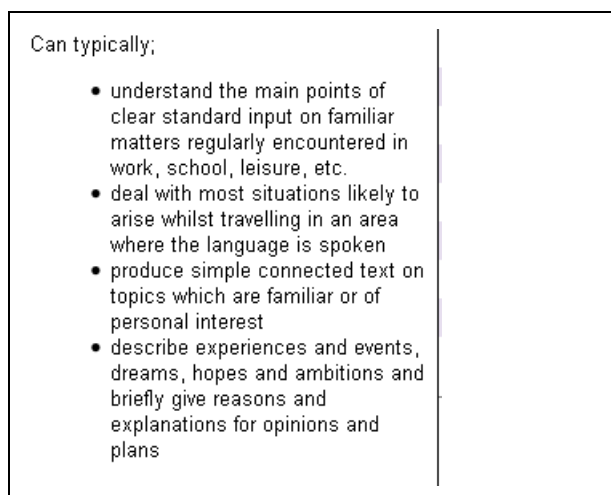 Can typically;
• understand the main points of
clear standard input on familiar
matters regularly encountered in
work, school, leisure, etc.
• deal with most situations likely to
arise whilst travelling in an area
where the language is spoken
• produce simple connected text on
topics which are familiar or of
personal interest
• describe experiences and events,
dreams, hopes and ambitions and
briefly give reasons and
explanations for opinions and
plans